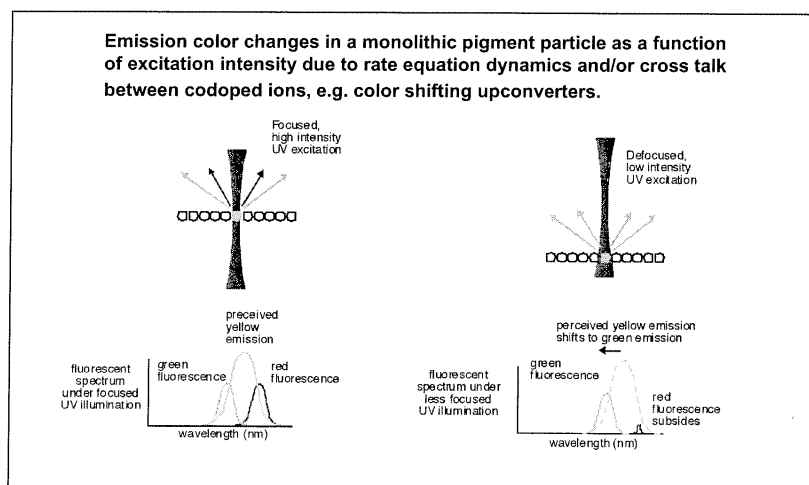 Emission color changes in a monolithic pigment particle as a function
of excitation intensity due to rate equation dynamics and/or cross talk
between codoped ions, e.g. color shifting upconverters.
Focused,
high intensity
UV excitation
Defocused,
low intensity
UV excitation
preceived
yellow
emission
green
fluorescence
red
fluorescence
fluorescent
spectrum
under focused
UV illumination
wavelength (nm)
perceived yellow emission
shifts to green emission
green
fluorescence
fluorescent
spectrum under
less focused
UV illumination
red
fluorescence
subsides
wavelength (nm)